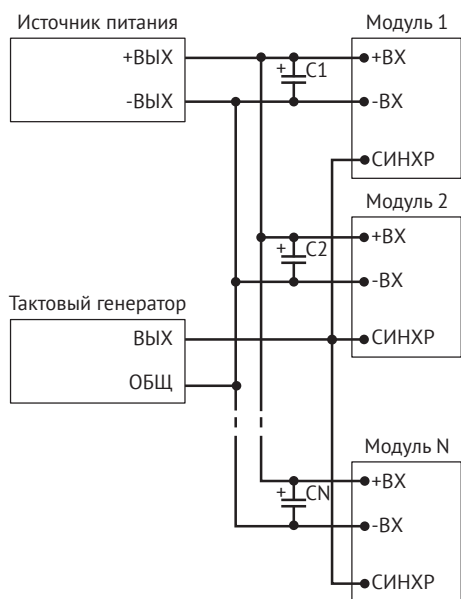 Источник питания
+ВЫХ
-ВЫХ
+ C1
Модуль 1
+ВХ
-ВХ
СИНХР
Модуль 2
+ВХ
-ВХ
СИНХР
+ C2
Тактовый генератор
ВЫХ
ОБЩ
Модуль N
+ВХ
-ВХ
СИНХР
+ CN